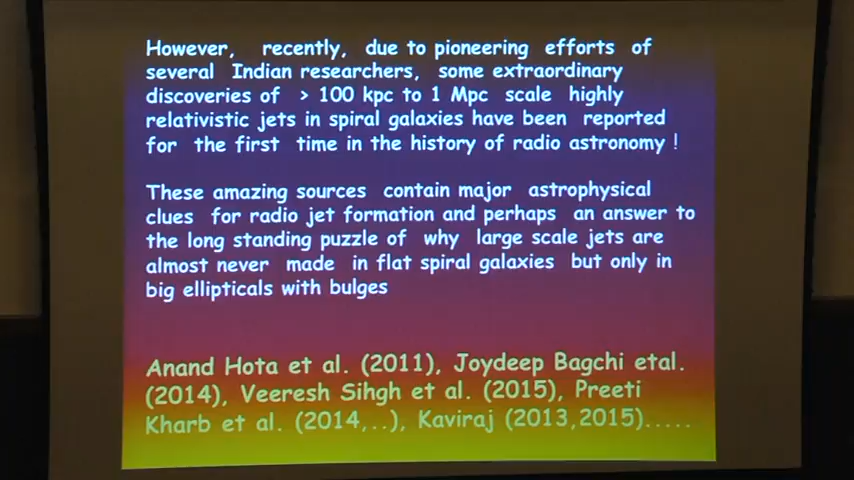 However, recently, due to pioneering efforts of
several Indian researchers, some extraordinary
discoveries of > 100 kpc to 1 Mpc scale highly
relativistic jets in spiral galaxies have been reported
for the first time in the history of radio astronomy !
These amazing sources contain major astrophysical
clues for radio jet formation and perhaps an answer to
the long standing puzzle of why large scale jets are
almost never made in flat spiral galaxies but only in
big ellipticals with bulges
Anand Hota et al. (2011), Joydeep Bagchi etal.
(2014), Veeresh Sihgh et al. (2015), Preeti
Kharb et al. (2014,..), Kaviraj (2013,2015).....